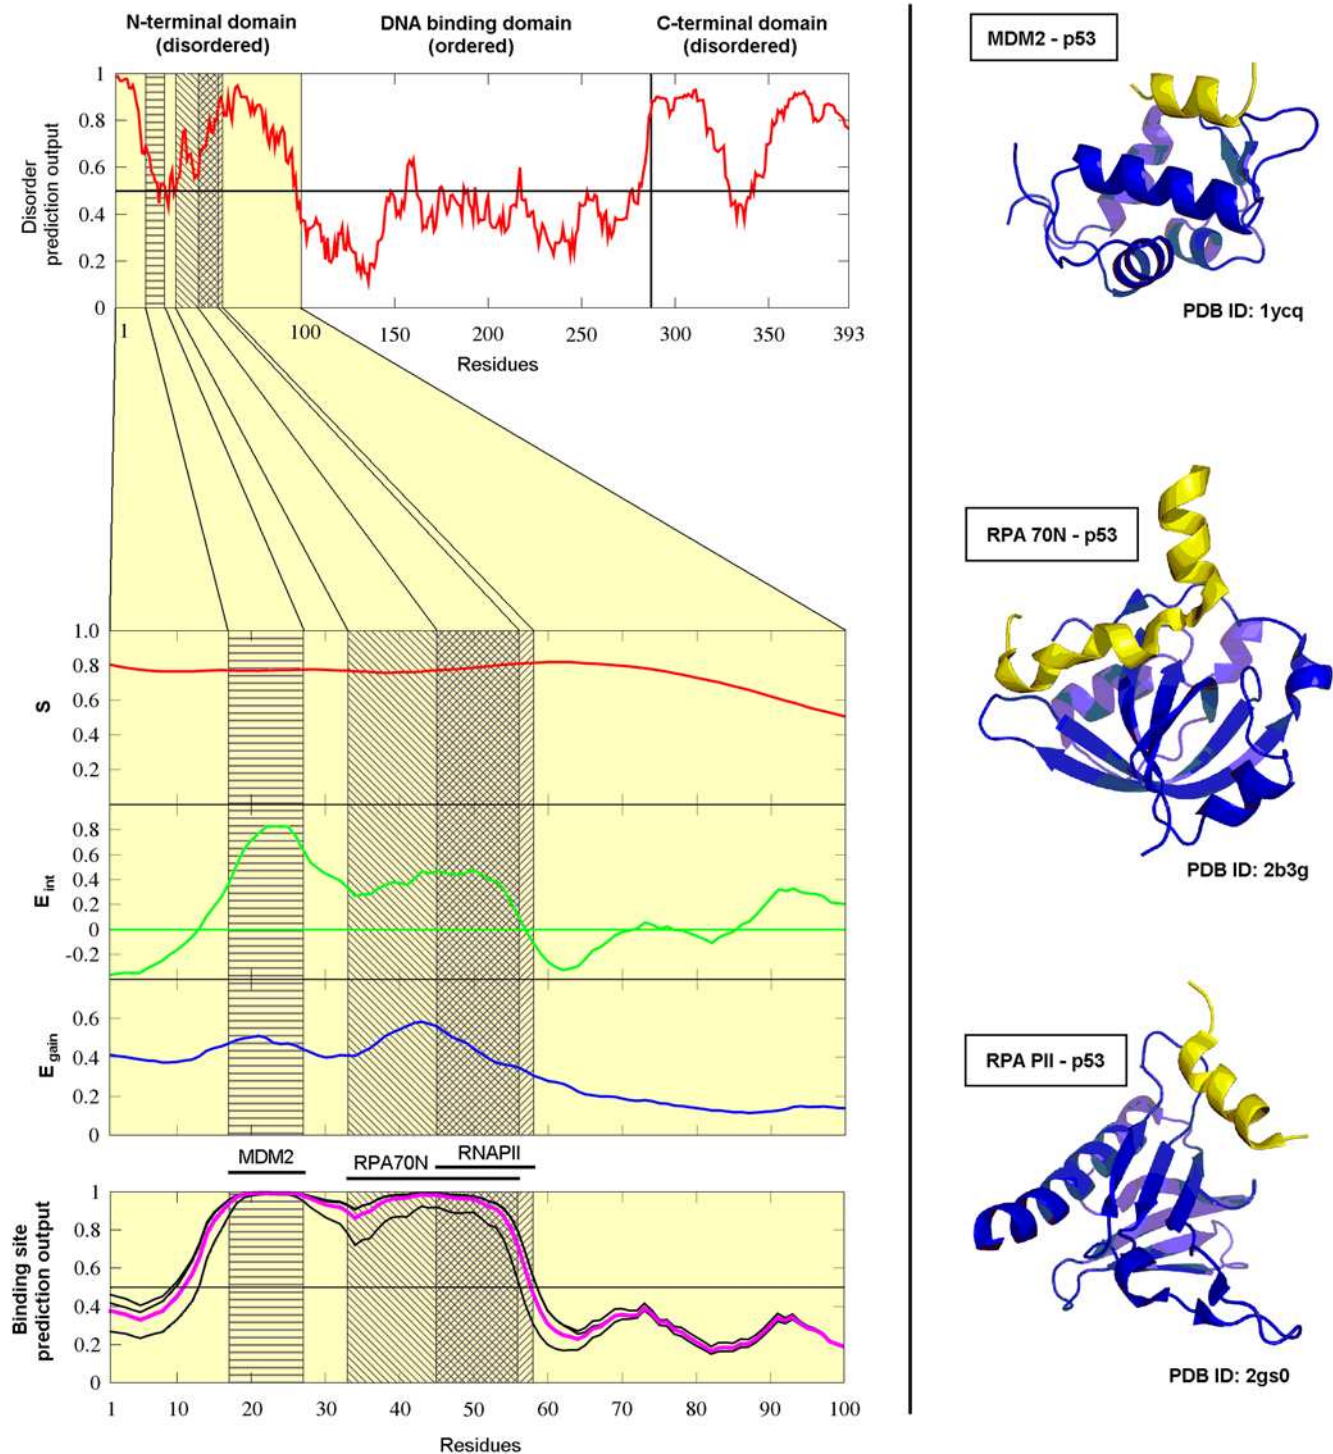 N-terminal domain
(disordered)
DNA binding domain
(ordered)
C-terminal domain
(disordered)
Disorder
prediction output
1
0.8
0.6
0.4
0.2
0
1 100 150 200 250 300 350 393
Residues
S
1.0
0.8
0.6
0.4
0.2
E int
0.8
0.6
0.4
0.2
0
-0.2
E gain
0.6
0.4
0.2
0
MDM2
RPA70N
RNAPII
Binding site
prediction output
1
0.8
0.6
0.4
0.2
0
1 10 20 30 40 50 60 70 80 90 100
Residues
MDM2 - p53
PDB ID: 1ycq
RPA 70N - p53
PDB ID: 2b3g
RPA PII - p53
PDB ID: 2gs0